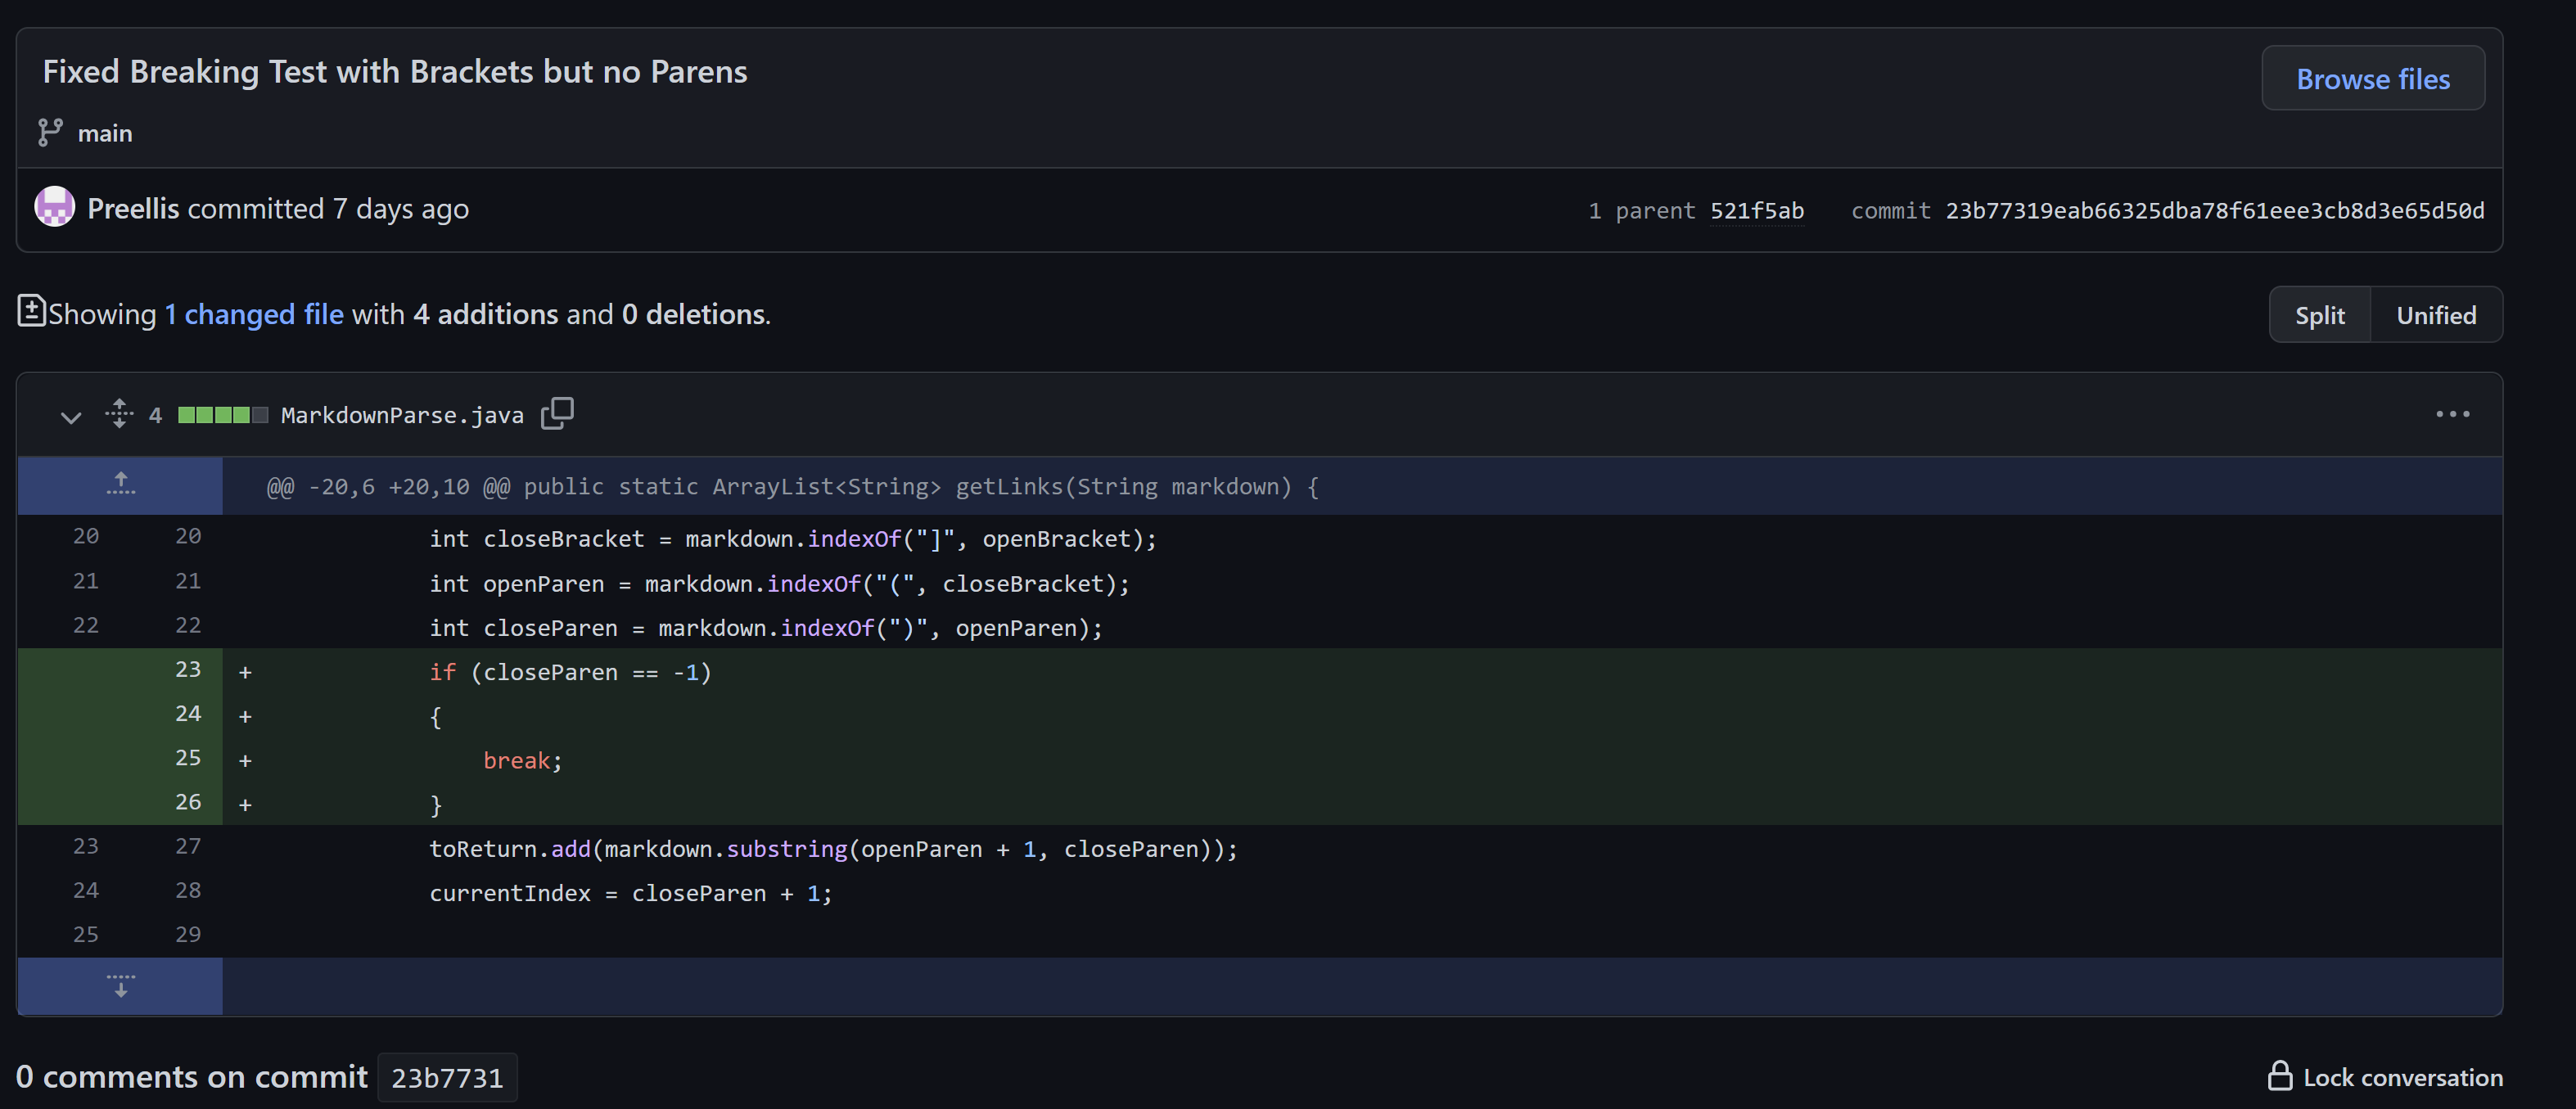 Fixed Breaking Test with Brackets but no Parens
Browse files
main
Preellis committed 7 days ago
1 parent 521f5ab commit 23b77319eab66325dba78f61eee3cb8d3e65d50d
Showing 1 changed file with 4 additions and 0 deletions.
Split Unified
4 MarkdownParse.java
@@ -20,6 +20,10 @@ public static ArrayList<String> getLinks(String markdown) {
20 20 int closeBracket = markdown.indexOf("]", openBracket);
21 21 int openParen = markdown.indexOf("(", closeBracket);
22 22 int closeParen = markdown.indexOf(")", openParen);
23 + if (closeParen == -1)
24 + {
25 + break;
26 + }
23 27 toReturn.add(markdown.substring(openParen + 1, closeParen));
24 28 currentIndex = closeParen + 1;
25 29
0 comments on commit 23b7731
Lock conversation